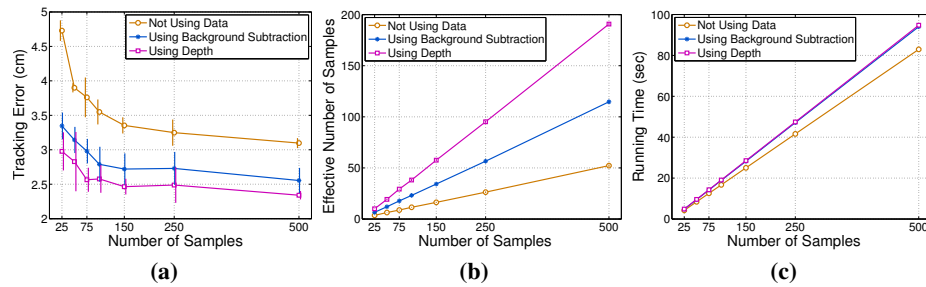 5
4.5
4
3.5
3
2.5
2
Tracking Error (cm)
Not Using Data
Using Background Subtraction
Using Depth
25 75 150 250 500
Number of Samples
(a)
200
150
100
50
0
Effective Number of Samples
Not Using Data
Using Background Subtraction
Using Depth
25 75 150 250 500
Number of Samples
(b)
100
80
60
40
20
0
Running Time (sec)
Not Using Data
Using Background Subtraction
Using Depth
25 75 150 250 500
Number of Samples
(c)